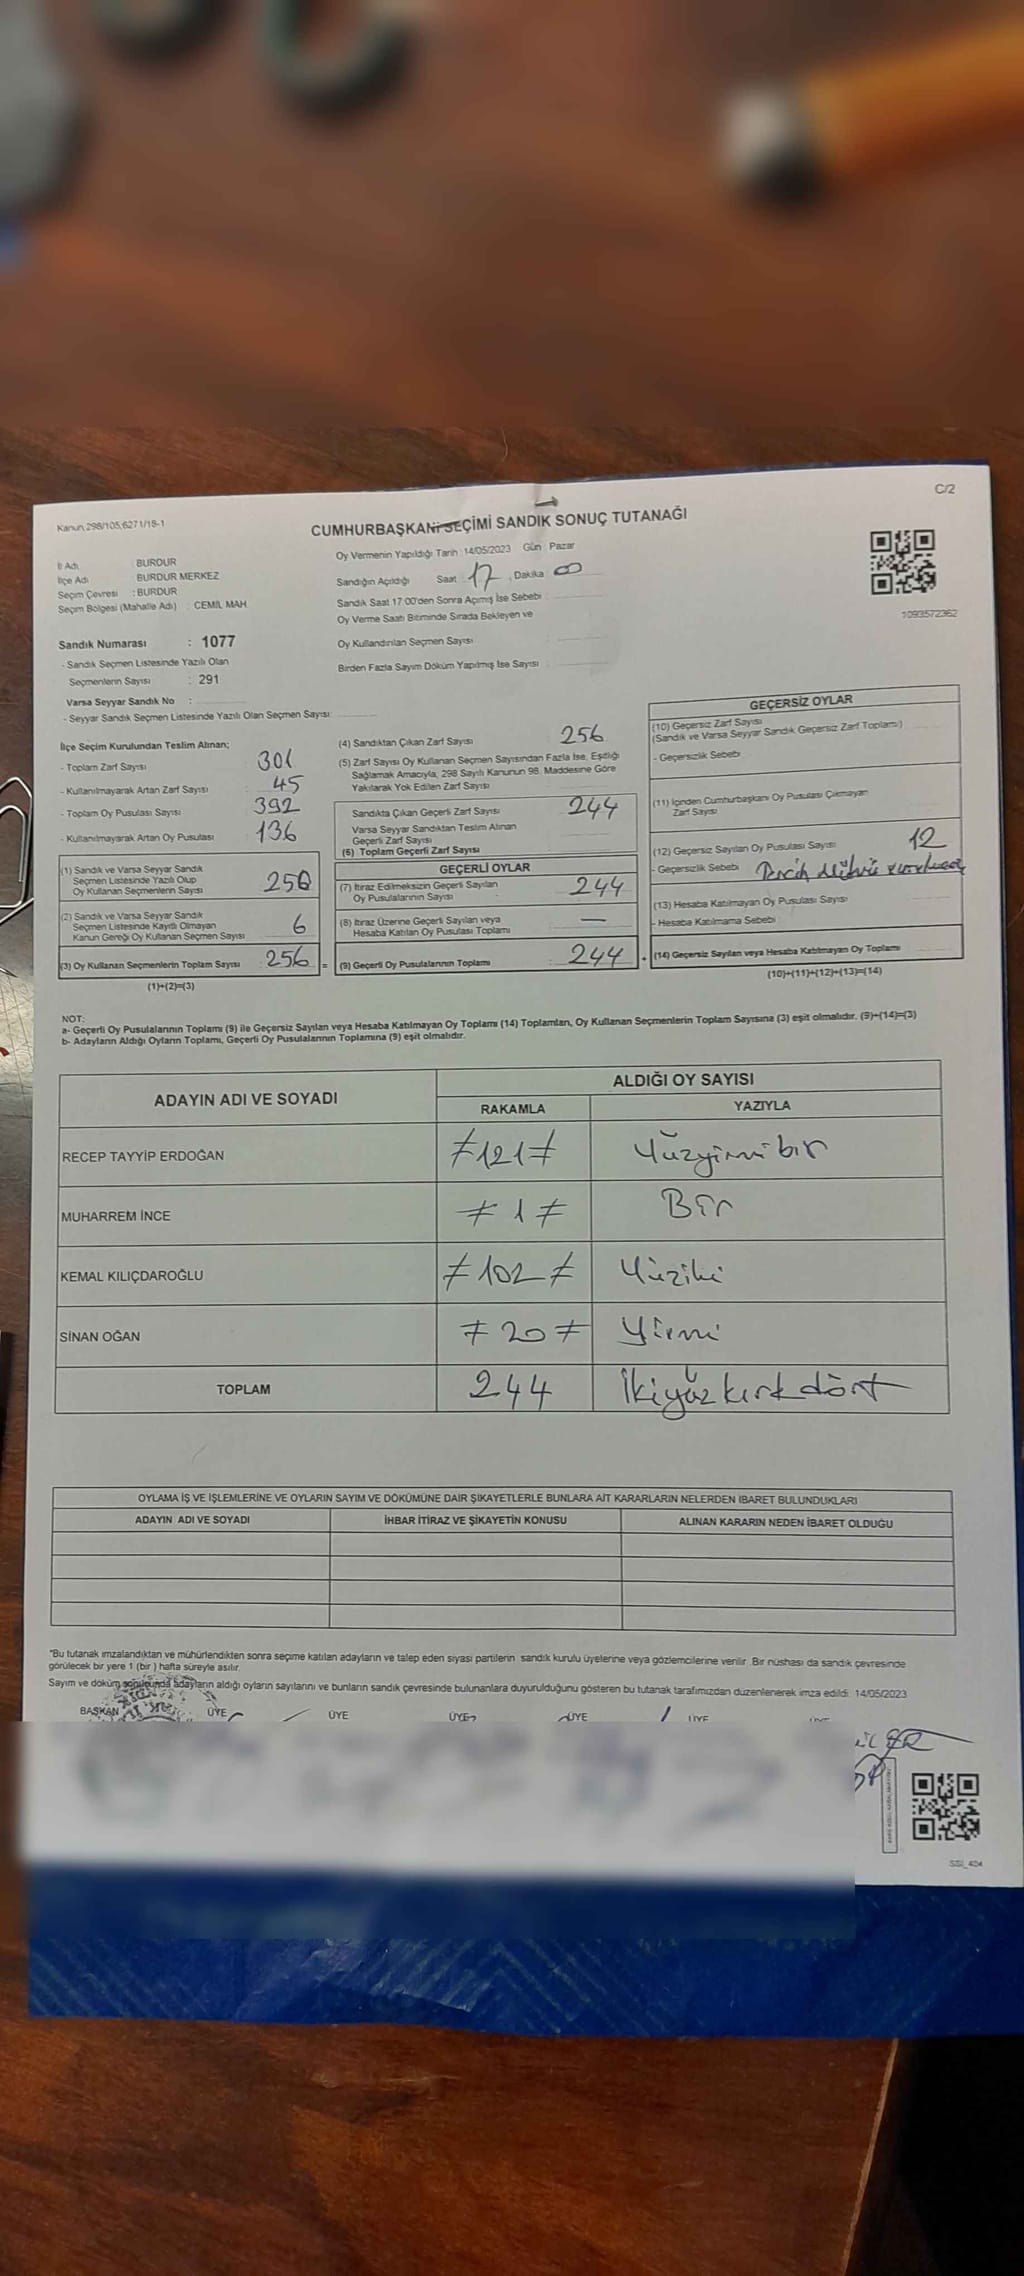 C/2
Kanun 298/105,6271/18-1
CUMHURBAŞKANI SEÇİMİ SANDIK SONUÇ TUTANAĞI
İl Adı : BURDUR
İlçe Adı BURDUR MERKEZ
Seçim Çevresi : BURDUR
Seçim Bölgesi (Mahalle Adı) : CEMİL MAH.
Oy Vermenin Yapıldığı Tarih : 14/05/2023 Gün : Pazar
Sandığın Açıldığı Saat : 17 , Dakika : 00
Sandık Saat 17:00'den Sonra Açılmış İse Sebebi :
Oy Verme Saati Bitiminde Sırada Bekleyen ve
Oy Kullandırılan Seçmen Sayısı :
Birden Fazla Sayım Döküm Yapılmış İse Sayısı :
1093572362
Sandık Numarası : 1077
- Sandık Seçmen Listesinde Yazılı Olan
Seçmenlerin Sayısı : 291
Varsa Seyyar Sandık No :
- Seyyar Sandık Seçmen Listesinde Yazılı Olan Seçmen Sayısı:
İlçe Seçim Kurulundan Teslim Alınan;
- Toplam Zarf Sayısı : 301
- Kullanılmayarak Artan Zarf Sayısı : 45
- Toplam Oy Pusulası Sayısı : 392
- Kullanılmayarak Artan Oy Pusulası : 136
(1) Sandık ve Varsa Seyyar Sandık
Seçmen Listesinde Yazılı Olup
Oy Kullanan Seçmenlerin Sayısı : 250
(2) Sandık ve Varsa Seyyar Sandık
Seçmen Listesinde Kayıtlı Olmayan
Kanun Gereği Oy Kullanan Seçmen Sayısı 6
(3) Oy Kullanan Seçmenlerin Toplam Sayısı : 256 =
(1)+(2)=(3)
(4) Sandıktan Çıkan Zarf Sayısı : 256
(5) Zarf Sayısı Oy Kullanan Seçmen Sayısından Fazla İse, Eşitliği
Sağlamak Amacıyla, 298 Sayılı Kanunun 98. Maddesine Göre
Yakılarak Yok Edilen Zarf Sayısı
Sandıkta Çıkan Geçerli Zarf Sayısı : 244
Varsa Seyyar Sandıktan Teslim Alınan
Geçerli Zarf Sayısı
(6) Toplam Geçerli Zarf Sayısı
GEÇERLİ OYLAR
(7) İtiraz Edilmeksizin Geçerli Sayılan
Oy Pusulalarının Sayısı : 244
(8) İtiraz Üzerine Geçerli Sayılan veya
Hesaba Katılan Oy Pusulası Toplamı : —
(9) Geçerli Oy Pusulalarının Toplamı : 244 +
GEÇERSİZ OYLAR
(10) Geçersiz Zarf Sayısı
(Sandık ve Varsa Seyyar Sandık Geçersiz Zarf Toplamı)
- Geçersizlik Sebebi
(11) İçinden Cumhurbaşkanı Oy Pusulası Çıkmayan
Zarf Sayısı
(12) Geçersiz Sayılan Oy Pusulası Sayısı : 12
- Geçersizlik Sebebi
(13) Hesaba Katılmayan Oy Pusulası Sayısı
- Hesaba Katılmama Sebebi
(14) Geçersiz Sayılan veya Hesaba Katılmayan Oy Toplamı
(10)+(11)+(12)+(13)=(14)
NOT:
a- Geçerli Oy Pusulalarının Toplamı (9) ile Geçersiz Sayılan veya Hesaba Katılmayan Oy Toplamı (14) Toplamları, Oy Kullanan Seçmenlerin Toplam Sayısına (3) eşit olmalıdır. (9)+(14)=(3)
b- Adayların Aldığı Oyların Toplamı, Geçerli Oy Pusulalarının Toplamına (9) eşit olmalıdır.
ADAYIN ADI VE SOYADI ALDIĞI OY SAYISI
RAKAMLA YAZIYLA
RECEP TAYYİP ERDOĞAN ≠121≠ Yüzyirmibir
MUHARREM İNCE ≠1≠ Bir
KEMAL KILIÇDAROĞLU ≠102≠ Yüziki
SİNAN OĞAN ≠20≠ Yirmi
TOPLAM 244 İkiyüzkırkdört
OYLAMA İŞ VE İŞLEMLERİNE VE OYLARIN SAYIM VE DÖKÜMÜNE DAİR ŞİKAYETLERLE BUNLARA AİT KARARLARIN NELERDEN İBARET BULUNDUKLARI
ADAYIN ADI VE SOYADI İHBAR İTİRAZ VE ŞİKAYETİN KONUSU ALINAN KARARIN NEDEN İBARET OLDUĞU
*Bu tutanak imzalandıktan ve mühürlendikten sonra seçime katılan adayların ve talep eden siyasi partilerin sandık kurulu üyelerine veya gözlemcilerine verilir. Bir nüshası da sandık çevresinde
görülecek bir yere 1 (bir) hafta süreyle asılır.
Sayım ve döküm sonucunda adayların aldığı oyların sayılarını ve bunların sandık çevresinde bulunanlara duyurulduğunu gösteren bu tutanak tarafımızdan düzenlenerek imza edildi. 14/05/2023
BAŞKAN ÜYE ÜYE ÜYE ÜYE ÜYE ÜYE
SSİ_404